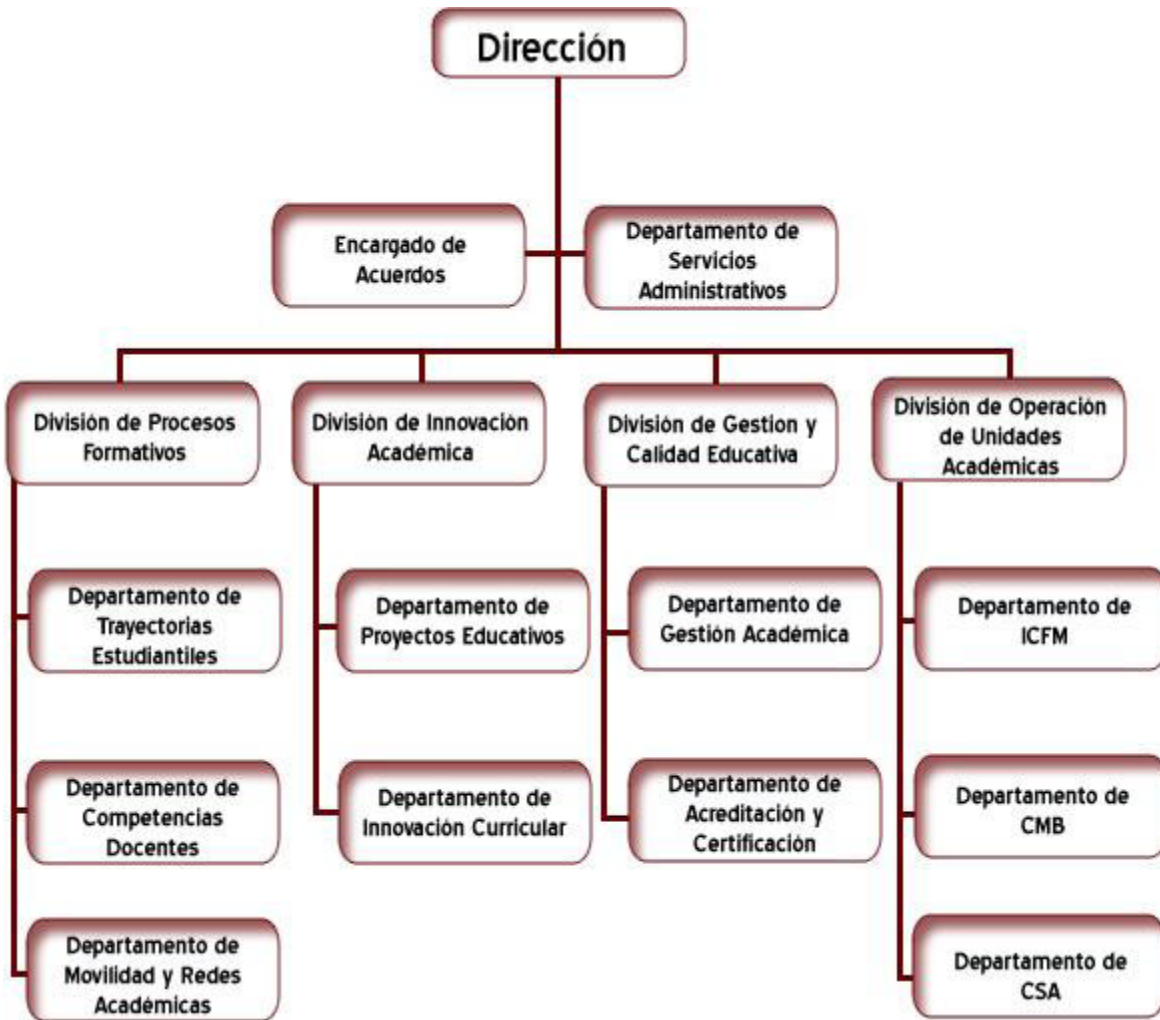 Dirección
Encargado de
Acuerdos
Departamento de
Servicios
Administrativos
División de Procesos
Formativos
División de Innovación
Académica
División de Gestion y
Calidad Educativa
División de Operación
de Unidades
Académicas
Departamento de
Trayectorias
Estudiantiles
Departamento de
Proyectos Educativos
Departamento de
Gestión Académica
Departamento de
ICFM
Departamento de
Competencias
Docentes
Departamento de
Innovación Curricular
Departamento de
Acreditación y
Certificación
Departamento de
CMB
Departamento de
Movilidad y Redes
Académicas
Departamento de
CSA